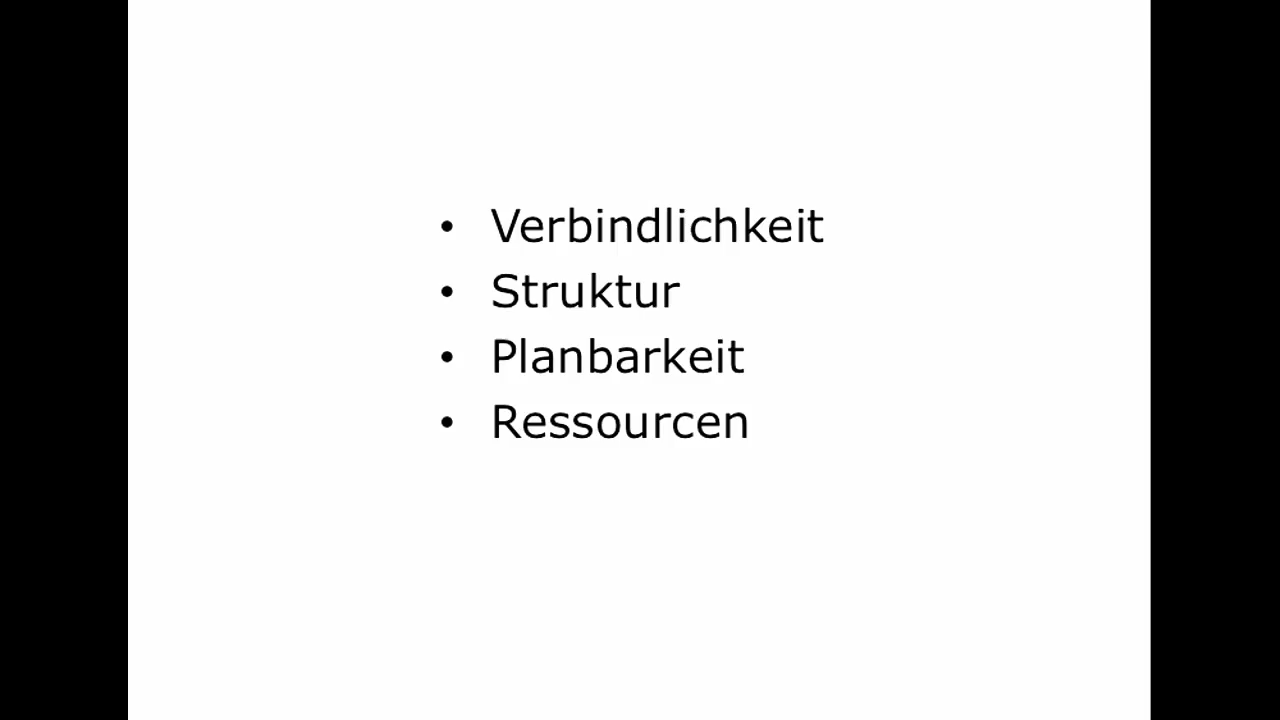 • Verbindlichkeit
• Struktur
• Planbarkeit
• Ressourcen